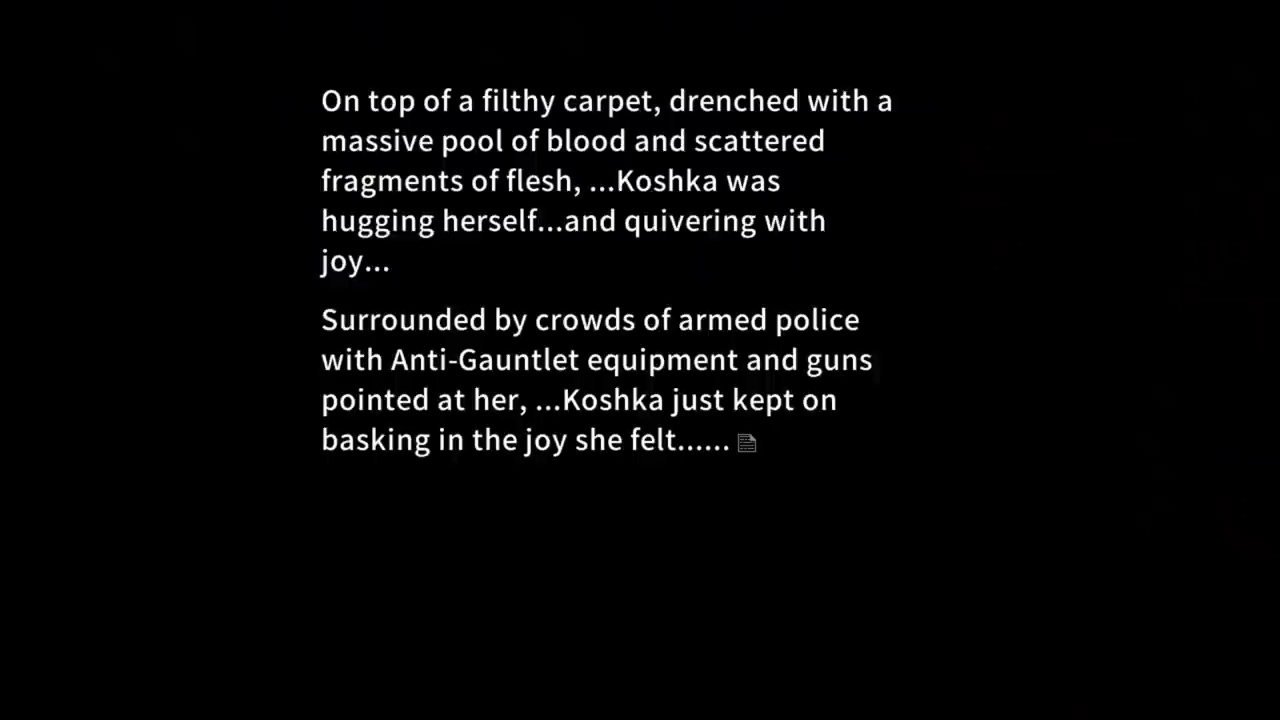 On top of a filthy carpet, drenched with a
massive pool of blood and scattered
fragments of flesh, ...Koshka was
hugging herself...and quivering with
joy...
Surrounded by crowds of armed police
with Anti-Gauntlet equipment and guns
pointed at her, ...Koshka just kept on
basking in the joy she felt......